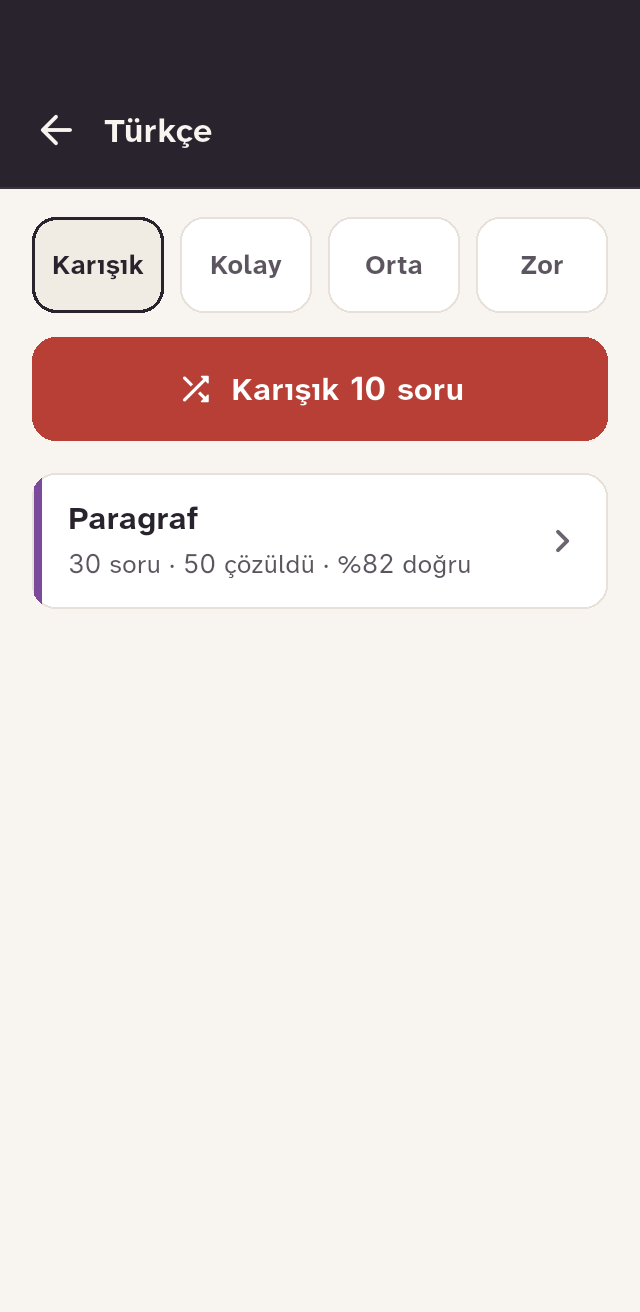 Türkçe
Karışık
Kolay
Orta
Zor
Karışık 10 soru
Paragraf
30 soru · 50 çözüldü · %82 doğru